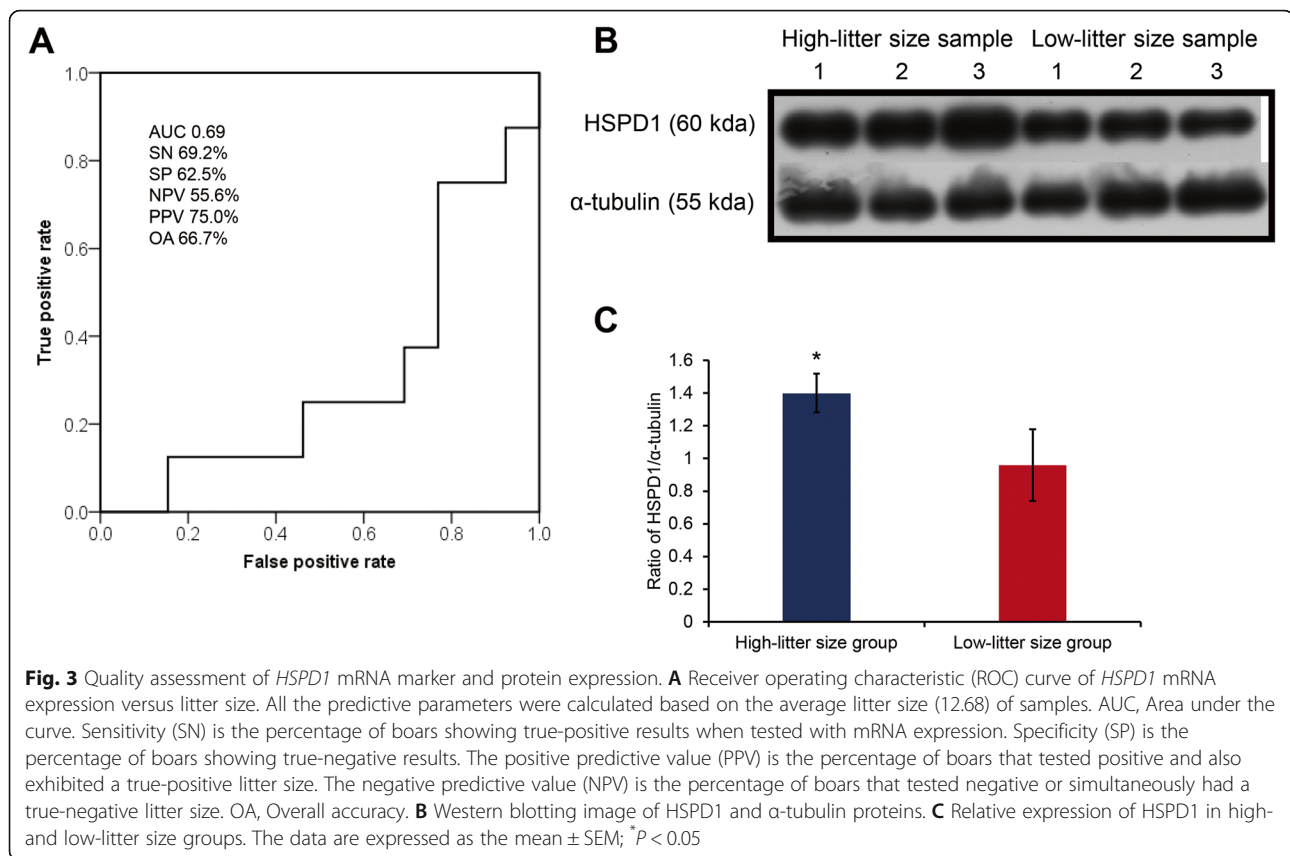 A
1.0
0.8
0.6
0.4
0.2
0.0
True positive rate
AUC 0.69
SN 69.2%
SP 62.5%
NPV 55.6%
PPV 75.0%
OA 66.7%
0.0 0.2 0.4 0.6 0.8 1.0
False positive rate
B
High-litter size sample Low-litter size sample
1 2 3 1 2 3
HSPD1 (60 kda)
α-tubulin (55 kda)
C
Ratio of HSPD1/α-tubulin
1.6
1.4
1.2
1
0.8
0.6
0.4
0.2
0
*
High-litter size group Low-litter size group
Fig. 3 Quality assessment of HSPD1 mRNA marker and protein expression. A Receiver operating characteristic (ROC) curve of HSPD1 mRNA
expression versus litter size. All the predictive parameters were calculated based on the average litter size (12.68) of samples. AUC, Area under the
curve. Sensitivity (SN) is the percentage of boars showing true-positive results when tested with mRNA expression. Specificity (SP) is the
percentage of boars showing true-negative results. The positive predictive value (PPV) is the percentage of boars that tested positive and also
exhibited a true-positive litter size. The negative predictive value (NPV) is the percentage of boars that tested negative or simultaneously had a
true-negative litter size. OA, Overall accuracy. B Western blotting image of HSPD1 and α-tubulin proteins. C Relative expression of HSPD1 in high-
and low-litter size groups. The data are expressed as the mean ± SEM; *P < 0.05